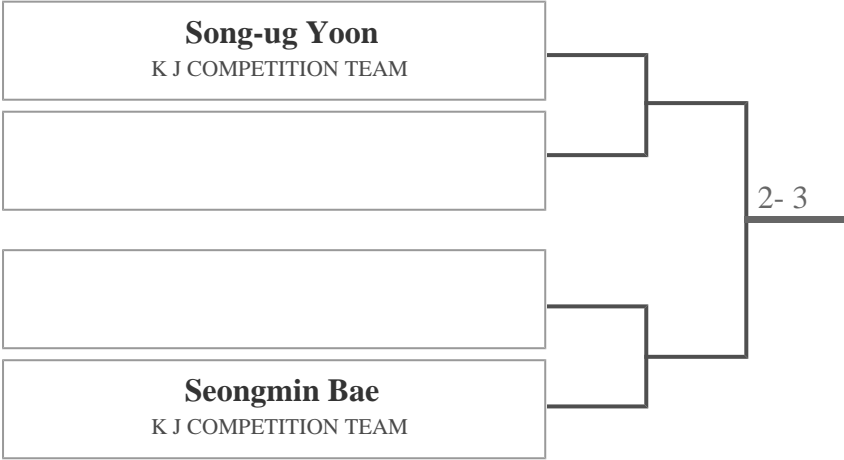 Song-ug Yoon
K J COMPETITION TEAM
2- 3
Seongmin Bae
K J COMPETITION TEAM